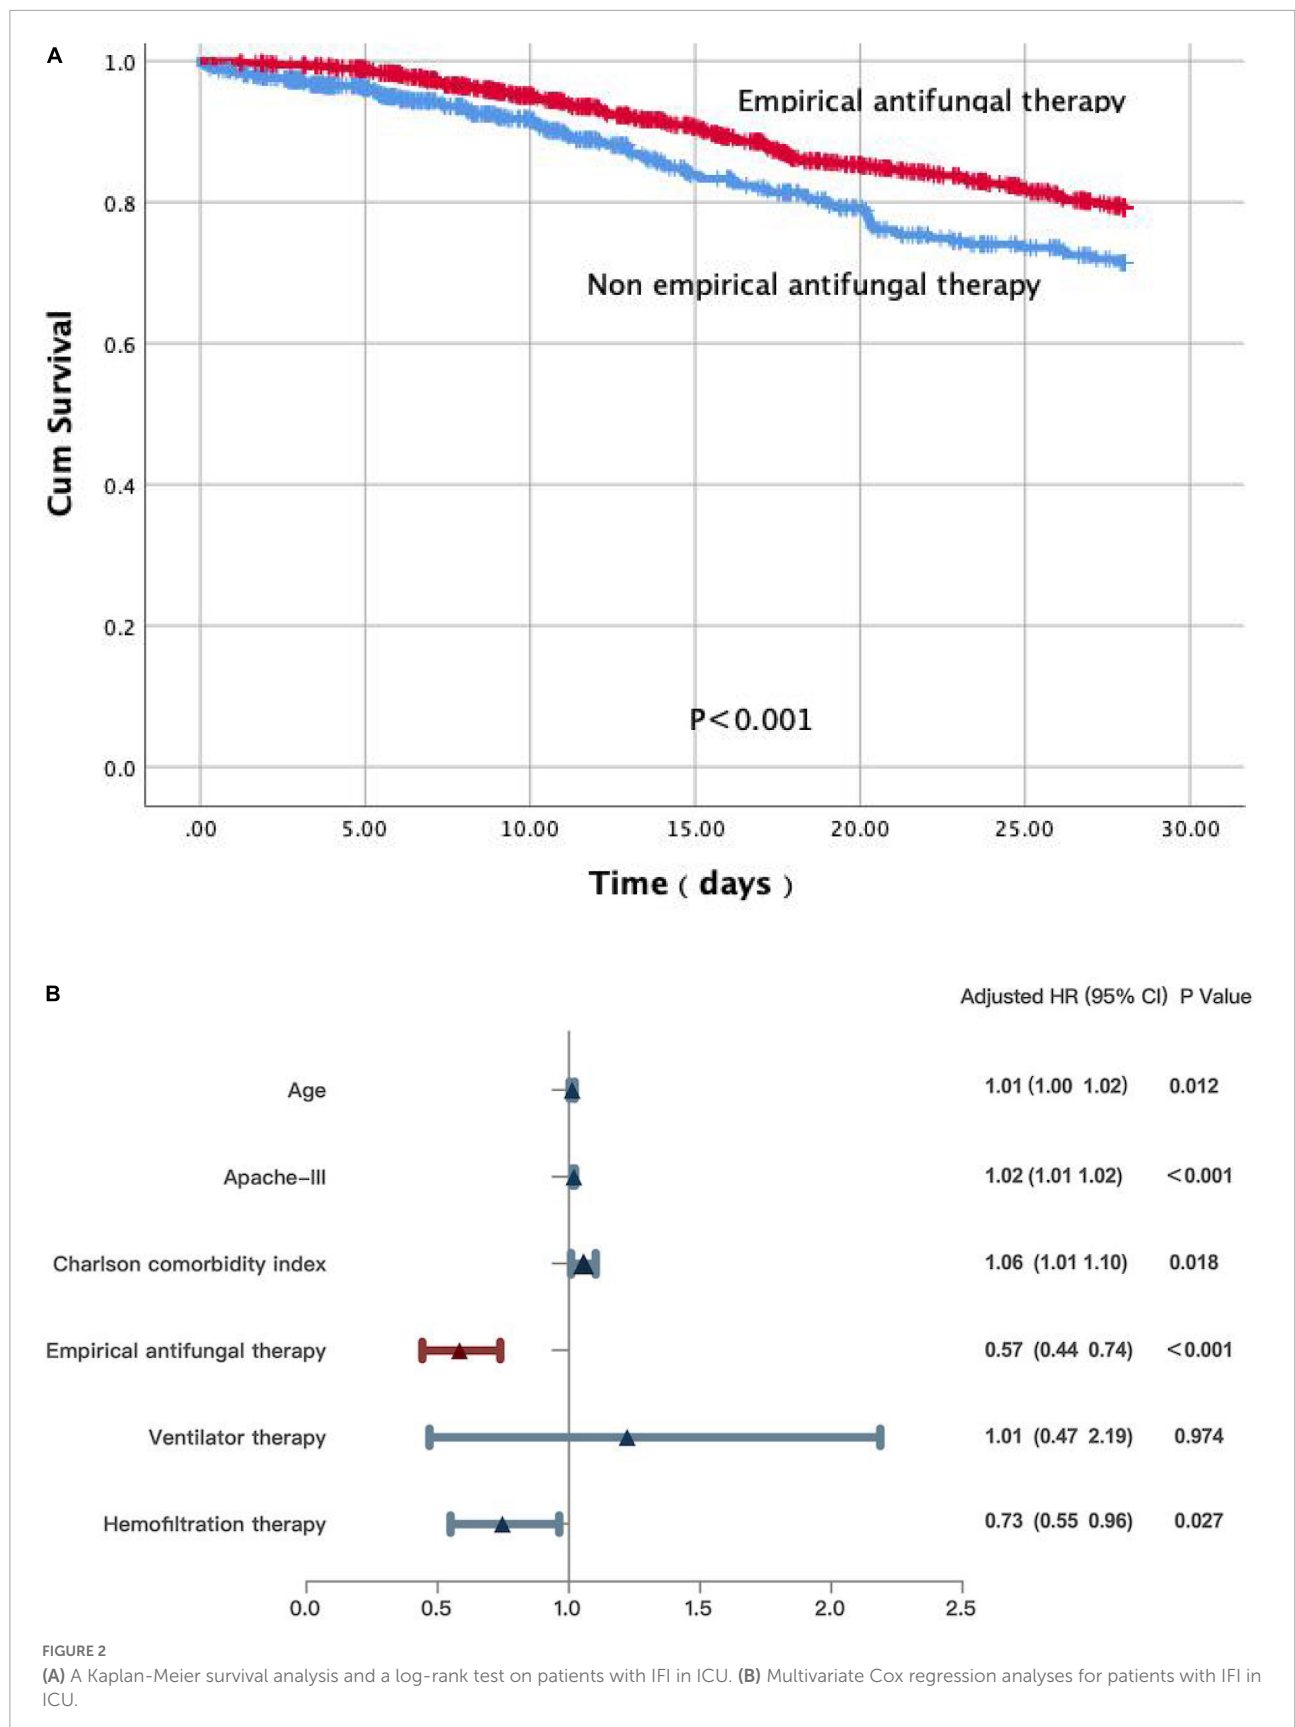 A
1.0
0.8
0.6
0.4
0.2
0.0
Cum Survival
Empirical antifungal therapy
Non empirical antifungal therapy
P<0.001
.00 5.00 10.00 15.00 20.00 25.00 30.00
Time ( days )
B
Adjusted HR (95% CI) P Value
Age 1.01 (1.00 1.02) 0.012
Apache-III 1.02 (1.01 1.02) <0.001
Charlson comorbidity index 1.06 (1.01 1.10) 0.018
Empirical antifungal therapy 0.57 (0.44 0.74) <0.001
Ventilator therapy 1.01 (0.47 2.19) 0.974
Hemofiltration therapy 0.73 (0.55 0.96) 0.027
0.0 0.5 1.0 1.5 2.0 2.5
FIGURE 2
(A) A Kaplan-Meier survival analysis and a log-rank test on patients with IFI in ICU. (B) Multivariate Cox regression analyses for patients with IFI in
ICU.